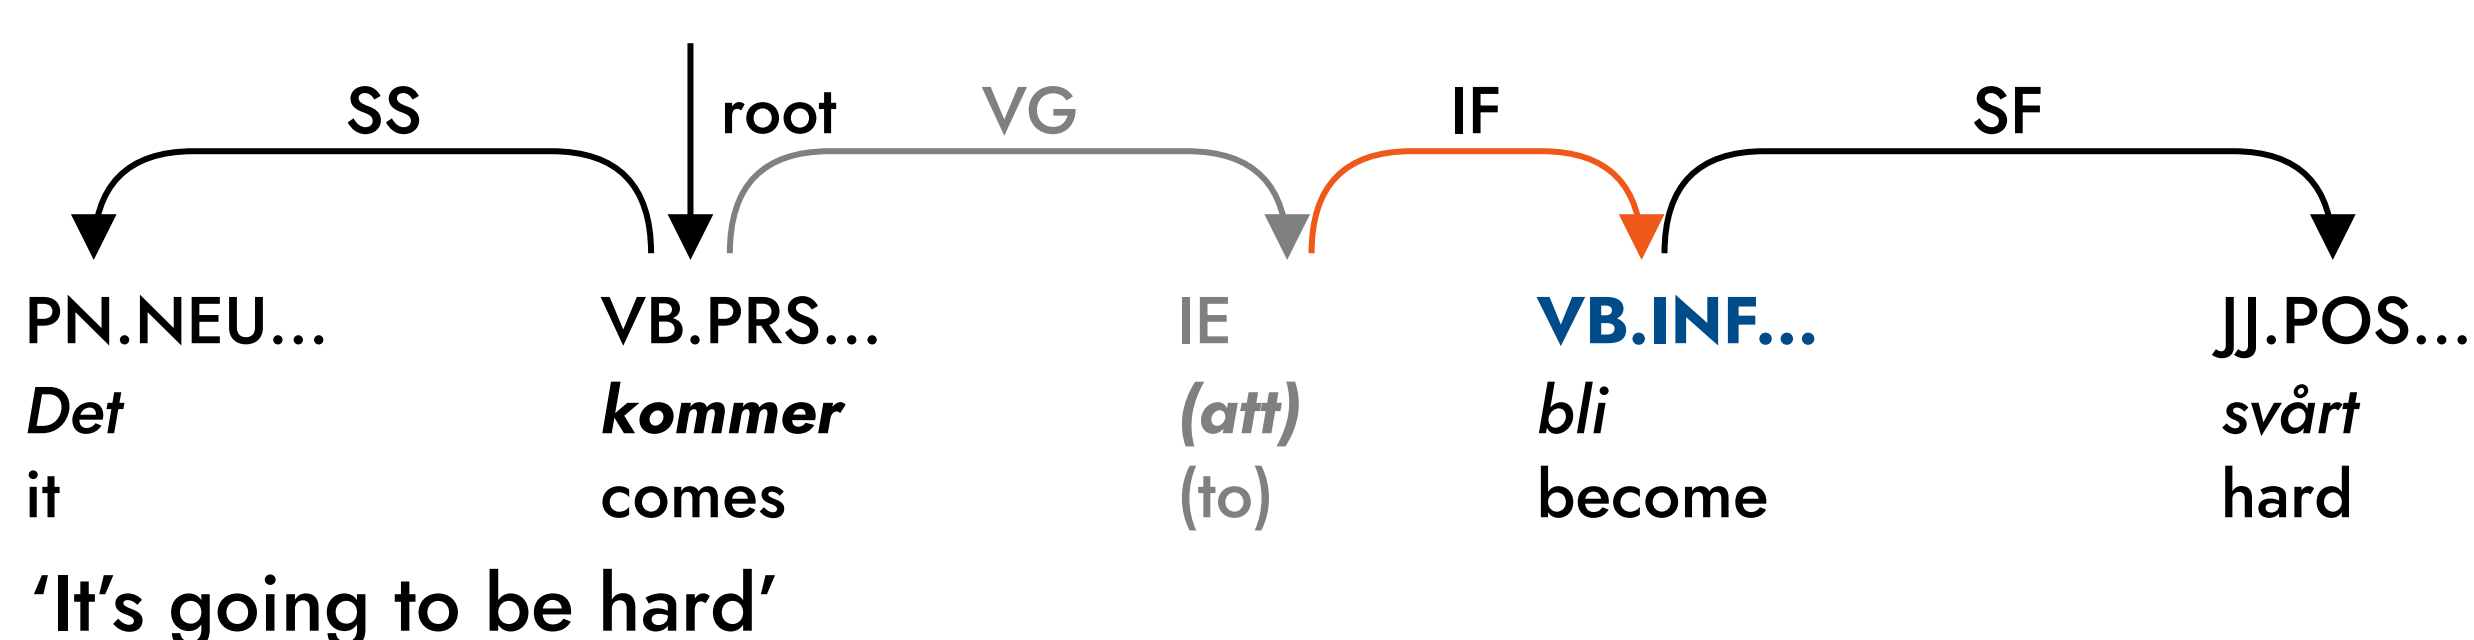 SS root VG IF SF
PN.NEU... VB.PRS... IE VB.INF... JJ.POS...
Det kommer (att) bli svårt
it comes (to) become hard
‘It’s going to be hard’